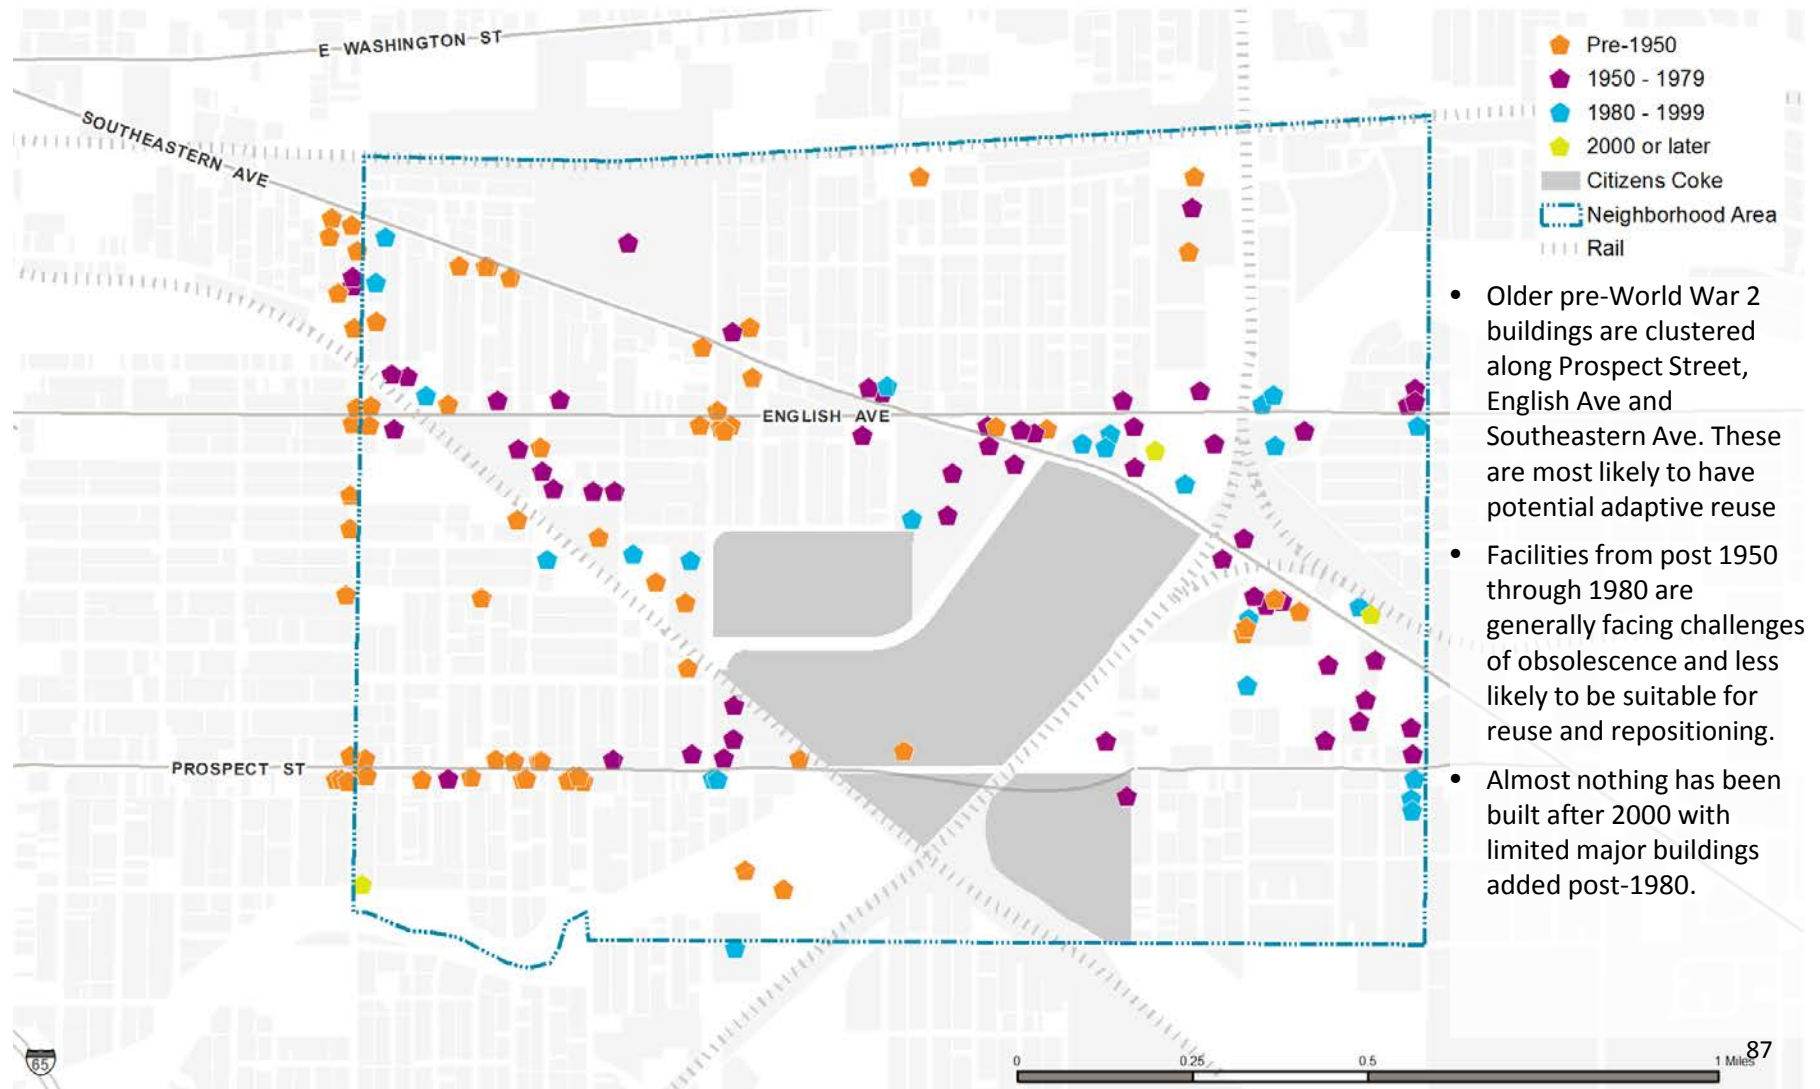 E WASHINGTON ST
SOUTHEASTERN AVE
ENGLISH AVE
PROSPECT ST
65
Pre-1950
1950 - 1979
1980 - 1999
2000 or later
Citizens Coke
Neighborhood Area
Rail
• Older pre-World War 2
buildings are clustered
along Prospect Street,
English Ave and
Southeastern Ave. These
are most likely to have
potential adaptive reuse
• Facilities from post 1950
through 1980 are
generally facing challenges
of obsolescence and less
likely to be suitable for
reuse and repositioning.
• Almost nothing has been
built after 2000 with
limited major buildings
added post-1980.
0 0.25 0.5 1 Miles
87